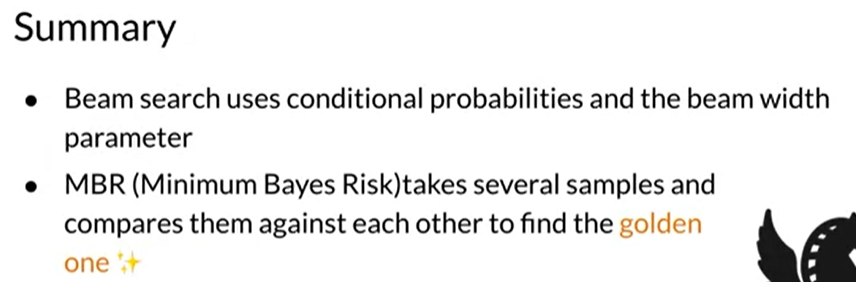 Summary
● Beam search uses conditional probabilities and the beam width
parameter
● MBR (Minimum Bayes Risk)takes several samples and
compares them against each other to find the golden
one ✨